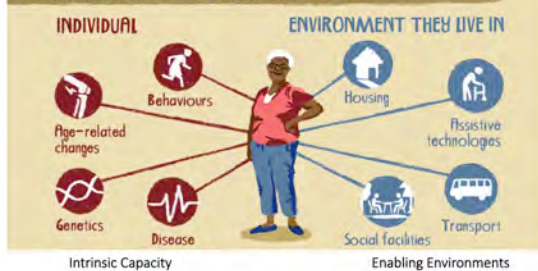 INDIVIDUAL
ENVIRONMENT THEY LIVE IN
Behaviours
Age-related
changes
Genetics
Disease
Housing
Assistive
technologies
Social facilities
Transport
Intrinsic Capacity
Enabling Environments